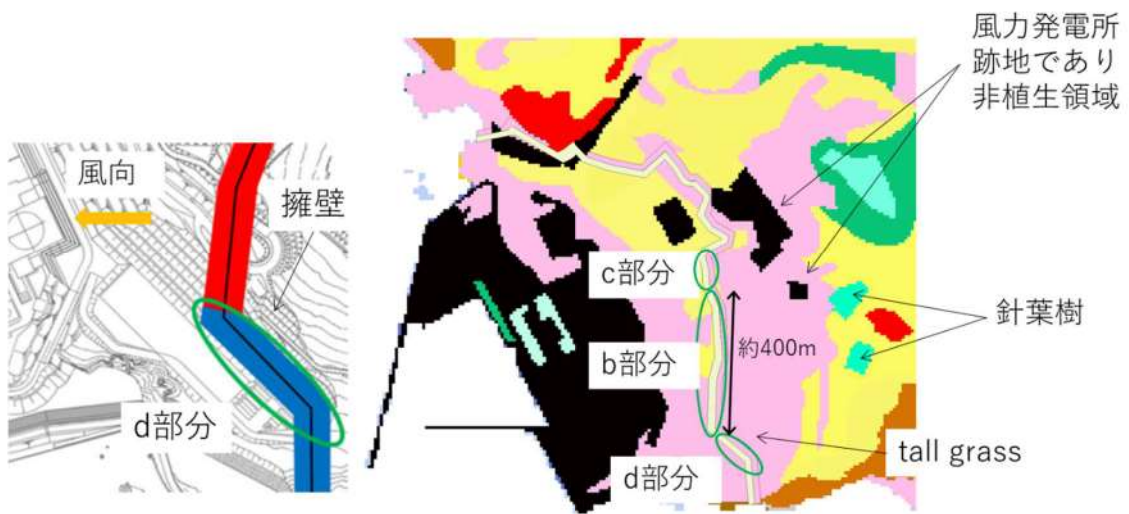 風向
擁壁
d部分
風力発電所
跡地であり
非植生領域
c部分
b部分
約400m
針葉樹
tall grass
d部分